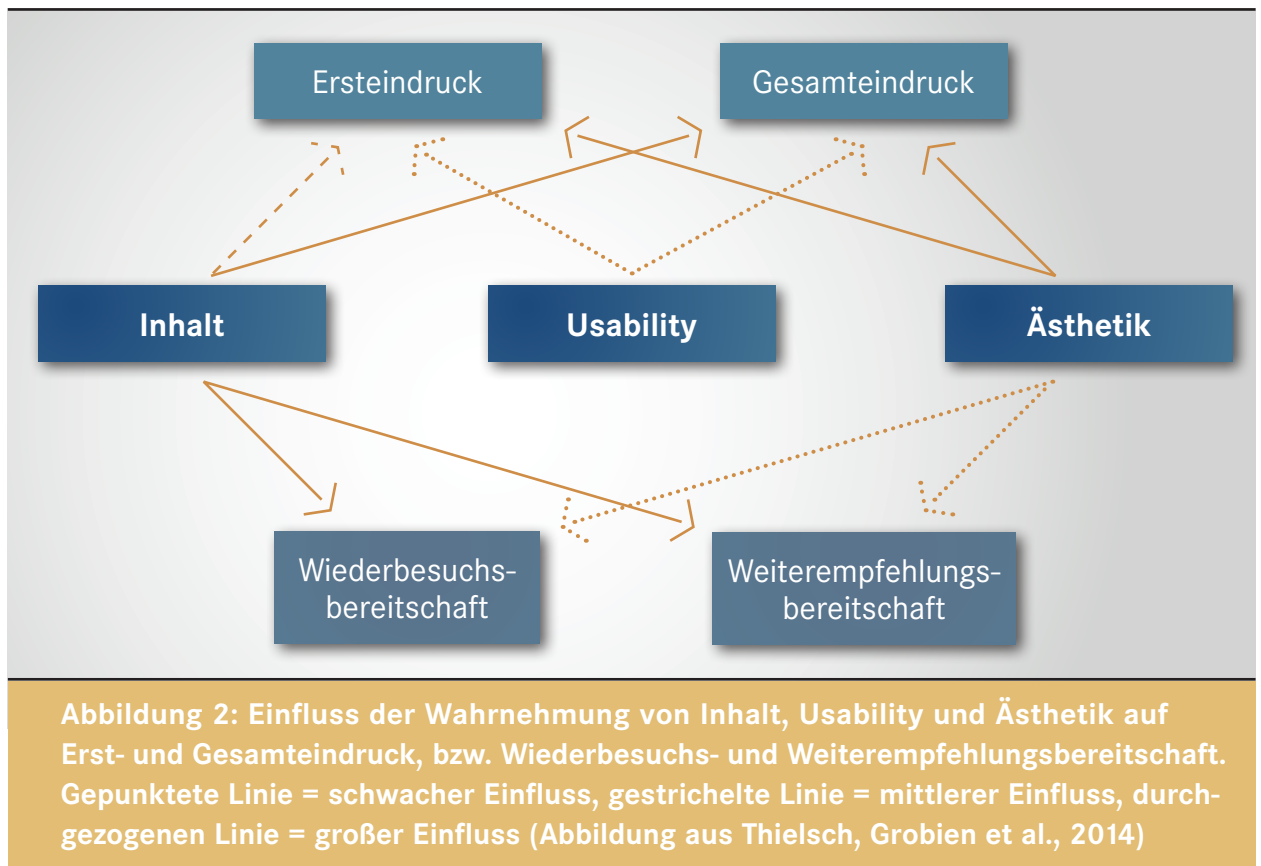 Ersteindruck
Gesamteindruck
Inhalt
Usability
Ästhetik
Wiederbesuchs-
bereitschaft
Weiterempfehlungs-
bereitschaft
Abbildung 2: Einfluss der Wahrnehmung von Inhalt, Usability und Ästhetik auf
Erst- und Gesamteindruck, bzw. Wiederbesuchs- und Weiterempfehlungsbereitschaft.
Gepunktete Linie = schwacher Einfluss, gestrichelte Linie = mittlerer Einfluss, durch-
gezogenen Linie = großer Einfluss (Abbildung aus Thielsch, Grobien et al., 2014)